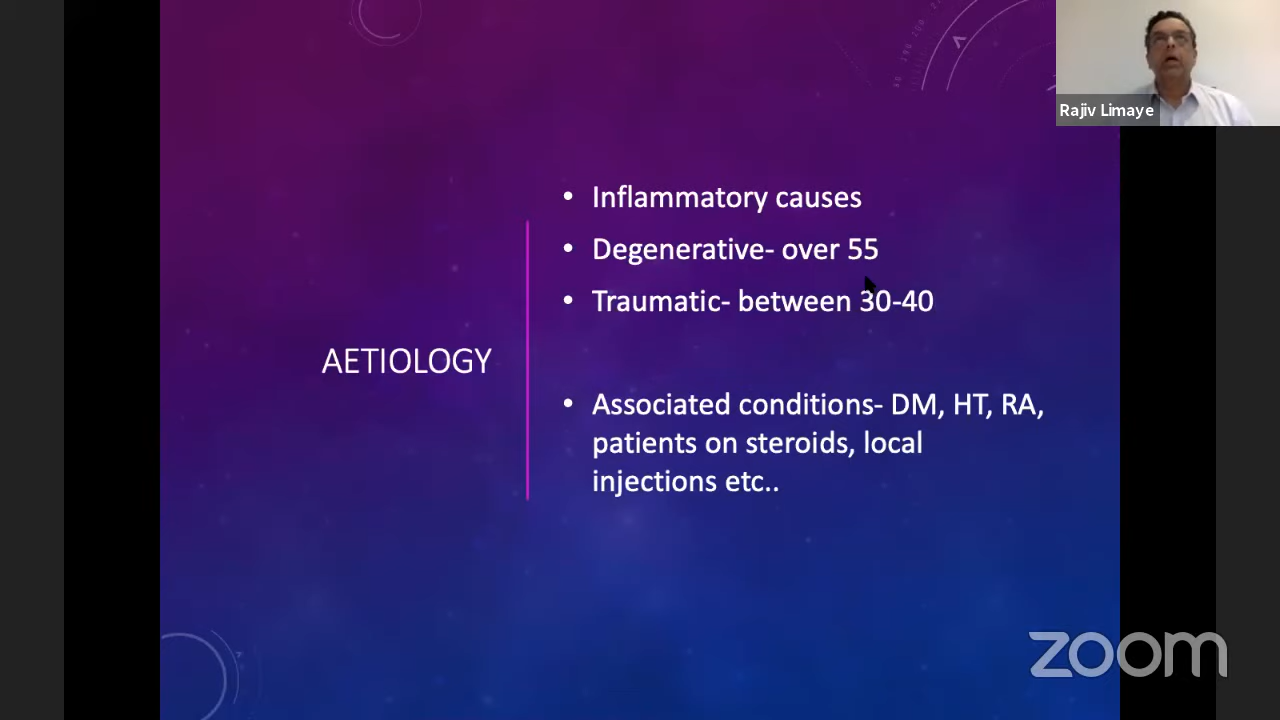 Rajiv Limaye
• Inflammatory causes
• Degenerative- over 55
• Traumatic- between 30-40
AETIOLOGY
• Associated conditions- DM, HT, RA,
patients on steroids, local
injections etc..
zoom